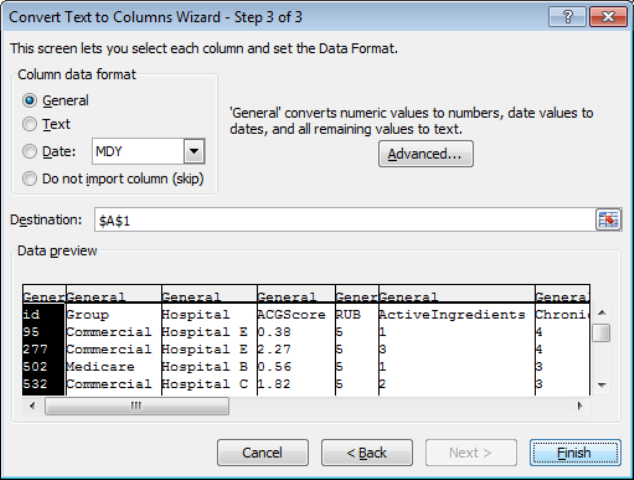 Convert Text to Columns Wizard - Step 3 of 3
This screen lets you select each column and set the Data Format.
Column data format
General
Text
Date: MDY
Do not import column (skip)
'General' converts numeric values to numbers, date values to
dates, and all remaining values to text.
Advanced...
Destination: $A$1
Data preview
Gener General General General Gener General General
id Group Hospital ACGScore RUB ActiveIngredients Chroni
95 Commercial Hospital E 0.38 5 1 4
277 Commercial Hospital E 2.27 5 3 4
502 Medicare Hospital B 0.56 5 1 3
532 Commercial Hospital C 1.82 5 2 3
Cancel < Back Next > Finish